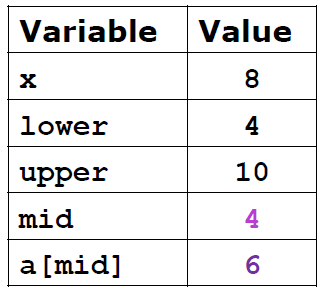 Variable Value
x 8
lower 4
upper 10
mid 4
a[mid] 6